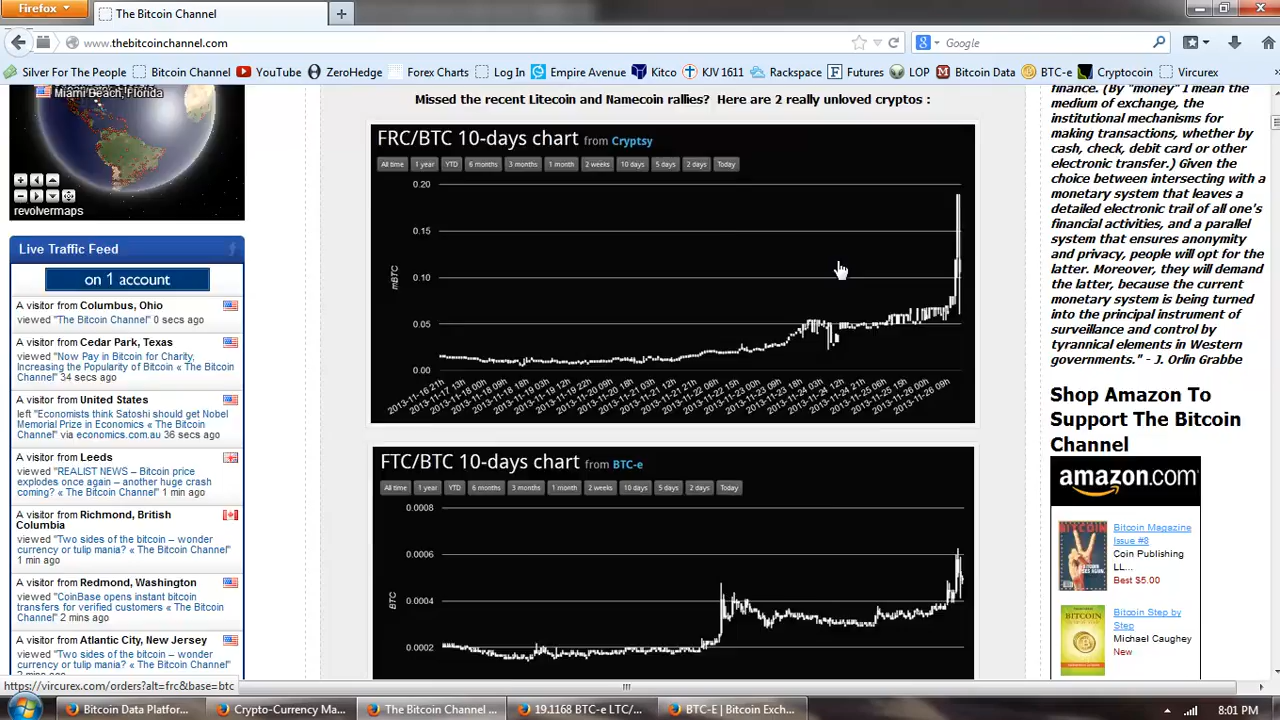 Firefox
The Bitcoin Channel
www.thebitcoinchannel.com
Google
Silver For The People Bitcoin Channel YouTube ZeroHedge Forex Charts Log In Empire Avenue Kitco KJV 1611 Rackspace Futures LOP Bitcoin Data BTC-e Cryptocoin Vircurex
Miami Beach, Florida
revolvermaps
Live Traffic Feed
on 1 account
A visitor from Columbus, Ohio
viewed "The Bitcoin Channel" 0 secs ago
A visitor from Cedar Park, Texas
viewed "Now Pay in Bitcoin for Charity,
Increasing the Popularity of Bitcoin « The
Bitcoin Channel" 34 secs ago
A visitor from United States
left "Economists think Satoshi should get Nobel
Memorial Prize in Economics « The Bitcoin
Channel" via economics.com.au 36 secs ago
A visitor from Leeds
viewed "REALIST NEWS – Bitcoin price
explodes once again – another huge crash
coming? « The Bitcoin Channel" 1 min ago
A visitor from Richmond, British
Columbia
viewed "Two sides of the bitcoin – wonder
currency or tulip mania? « The Bitcoin Channel"
1 min ago
A visitor from Redmond, Washington
viewed "CoinBase opens instant bitcoin
transfers for verified customers « The Bitcoin
Channel" 2 mins ago
A visitor from Atlantic City, New Jersey
viewed "Two sides of the bitcoin – wonder
currency or tulip mania? « The Bitcoin Channel"
https://vircurex.com/orders?alt=frc&base=btc
Missed the recent Litecoin and Namecoin rallies? Here are 2 really unloved cryptos :
FRC/BTC 10-days chart from Cryptsy
All time 1 year YTD 6 months 3 months 1 month 2 weeks 10 days 5 days 2 days Today
0.20
0.15
0.10
0.05
0.00
mBTC
FTC/BTC 10-days chart from BTC-e
All time 1 year YTD 6 months 3 months 1 month 2 weeks 10 days 5 days 2 days Today
0.0008
0.0006
0.0004
0.0002
BTC
finance. (By "money" I mean the
medium of exchange, the
institutional mechanisms for
making transactions, whether by
cash, check, debit card or other
electronic transfer.) Given the
choice between intersecting with a
monetary system that leaves a
detailed electronic trail of all one's
financial activities, and a parallel
system that ensures anonymity
and privacy, people will opt for the
latter. Moreover, they will demand
the latter, because the current
monetary system is being turned
into the principal instrument of
surveillance and control by
tyrannical elements in Western
governments." - J. Orlin Grabbe
Shop Amazon To
Support The Bitcoin
Channel
amazon.com
Bitcoin Magazine
Issue #8
Coin Publishing
LL...
Best $5.00
Bitcoin Step by
Step
Michael Caughey
New
Bitcoin Data Platfor... Crypto-Currency Ma... The Bitcoin Channel ... 19.1168 BTC-e LTC/... BTC-E | Bitcoin Exch...
8:01 PM